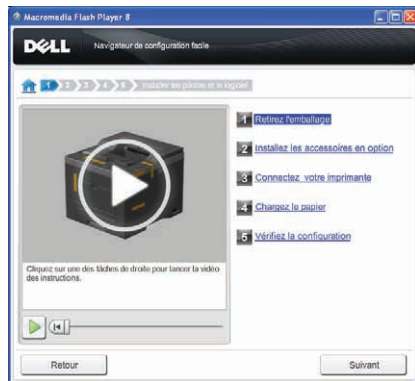 Macromedia Flash Player 8
DELL
Navigateur de configuration facile
1 2 3 4 5 Installer les pilotes et le logiciel
1 Retirez l'emballage
2 Installez les accessoires en option
3 Connectez votre imprimante
4 Chargez le papier
5 Vérifiez la configuration
Cliquez sur une des tâches de droite pour lancer la vidéo
des instructions.
Retour
Suivant